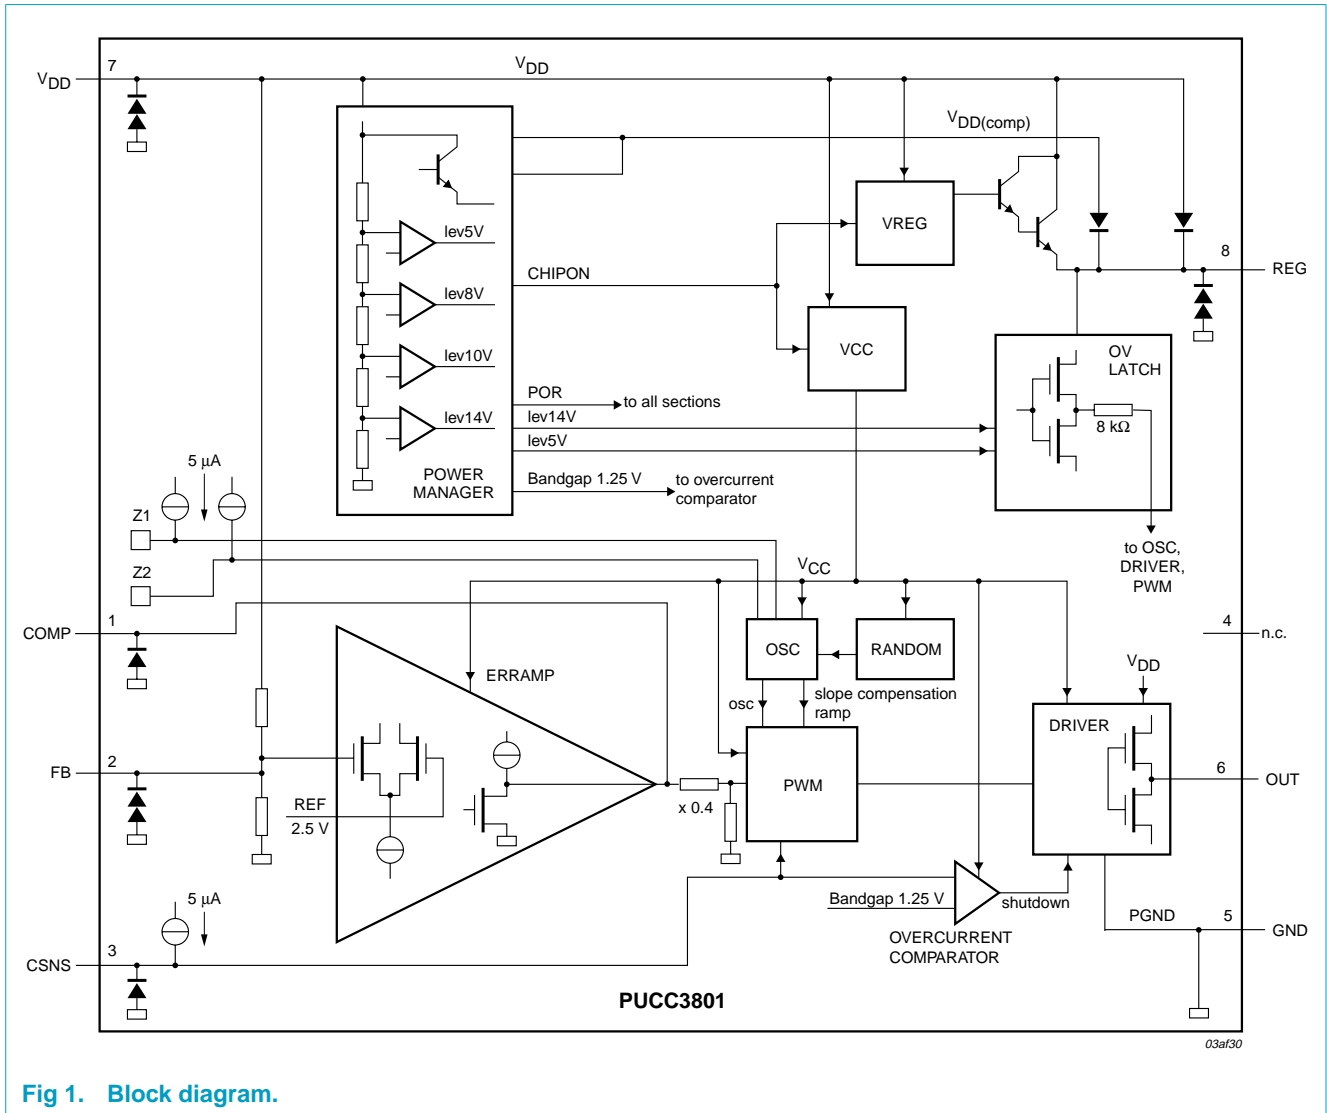 7
VDD
VDD
VDD(comp)
lev5V
lev8V
lev10V
lev14V
POWER
MANAGER
CHIPON
POR
to all sections
lev14V
lev5V
Bandgap 1.25 V
to overcurrent
comparator
VREG
VCC
8
REG
OV
LATCH
8 kΩ
to OSC,
DRIVER,
PWM
5 μA
Z1
Z2
VCC
1
COMP
4
n.c.
OSC
RANDOM
osc
slope compensation
ramp
ERRAMP
VDD
DRIVER
2
FB
REF
2.5 V
x 0.4
PWM
6
OUT
5 μA
Bandgap 1.25 V
shutdown
OVERCURRENT
COMPARATOR
PGND
5
GND
3
CSNS
PUCC3801
03af30
Fig 1. Block diagram.